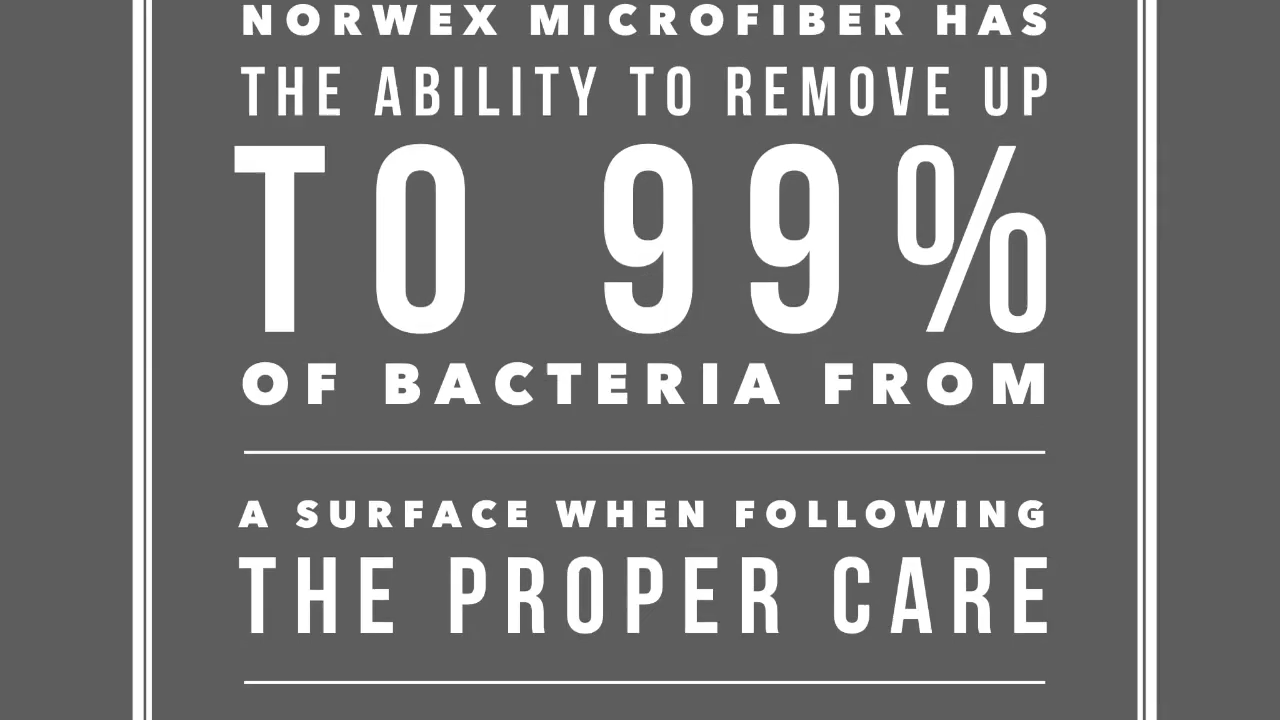 NORWEX MICROFIBER HAS
THE ABILITY TO REMOVE UP
TO 99%
OF BACTERIA FROM
A SURFACE WHEN FOLLOWING
THE PROPER CARE